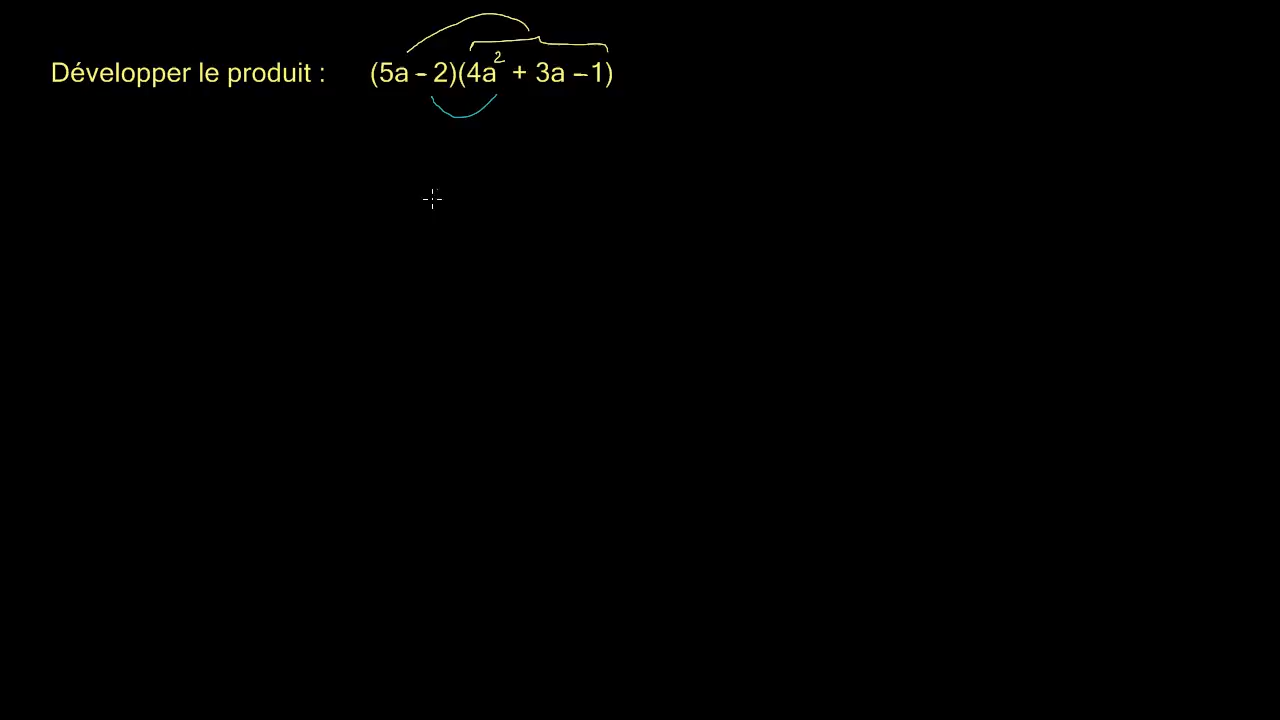 Développer le produit : (5a - 2)(4a² + 3a - 1)